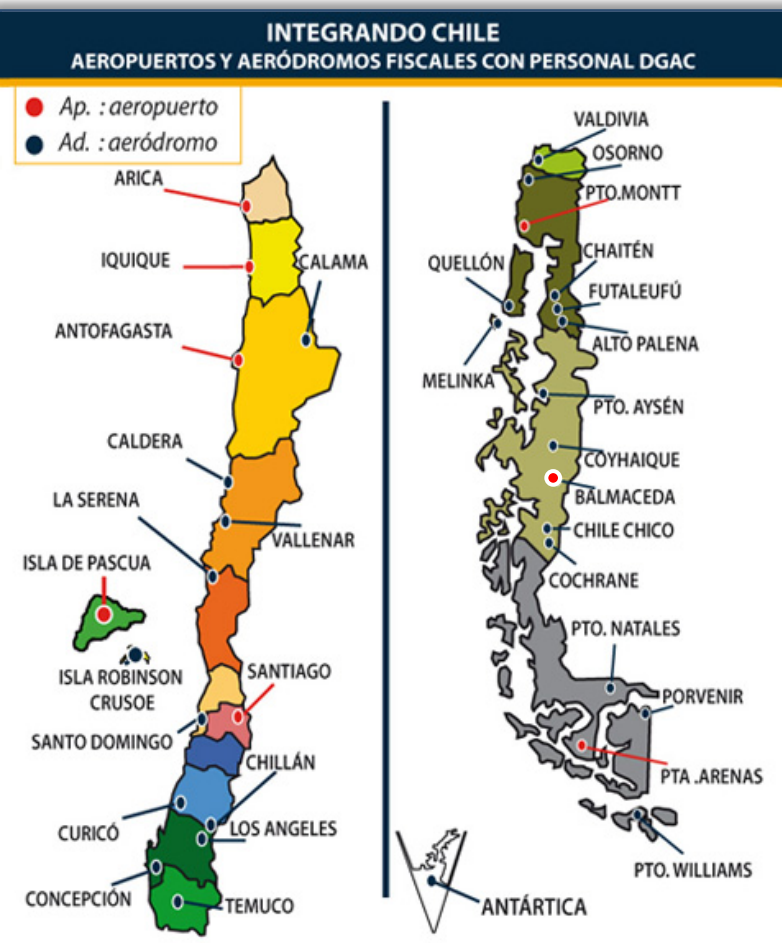 INTEGRANDO CHILE
AEROPUERTOS Y AERÓDROMOS FISCALES CON PERSONAL DGAC
Ap. : aeropuerto
Ad. : aeródromo
ARICA
IQUIQUE
CALAMA
ANTOFAGASTA
CALDERA
LA SERENA
VALLENAR
ISLA DE PASCUA
ISLA ROBINSON
CRUSOE
SANTIAGO
SANTO DOMINGO
CHILLÁN
CURICÓ
LOS ANGELES
CONCEPCIÓN
TEMUCO
VALDIVIA
OSORNO
PTO.MONTT
QUELLÓN
CHAITÉN
FUTALEUFÚ
ALTO PALENA
MELINKA
PTO. AYSÉN
COYHAIQUE
BALMACEDA
CHILE CHICO
COCHRANE
PTO. NATALES
PORVENIR
PTA .ARENAS
PTO. WILLIAMS
ANTÁRTICA